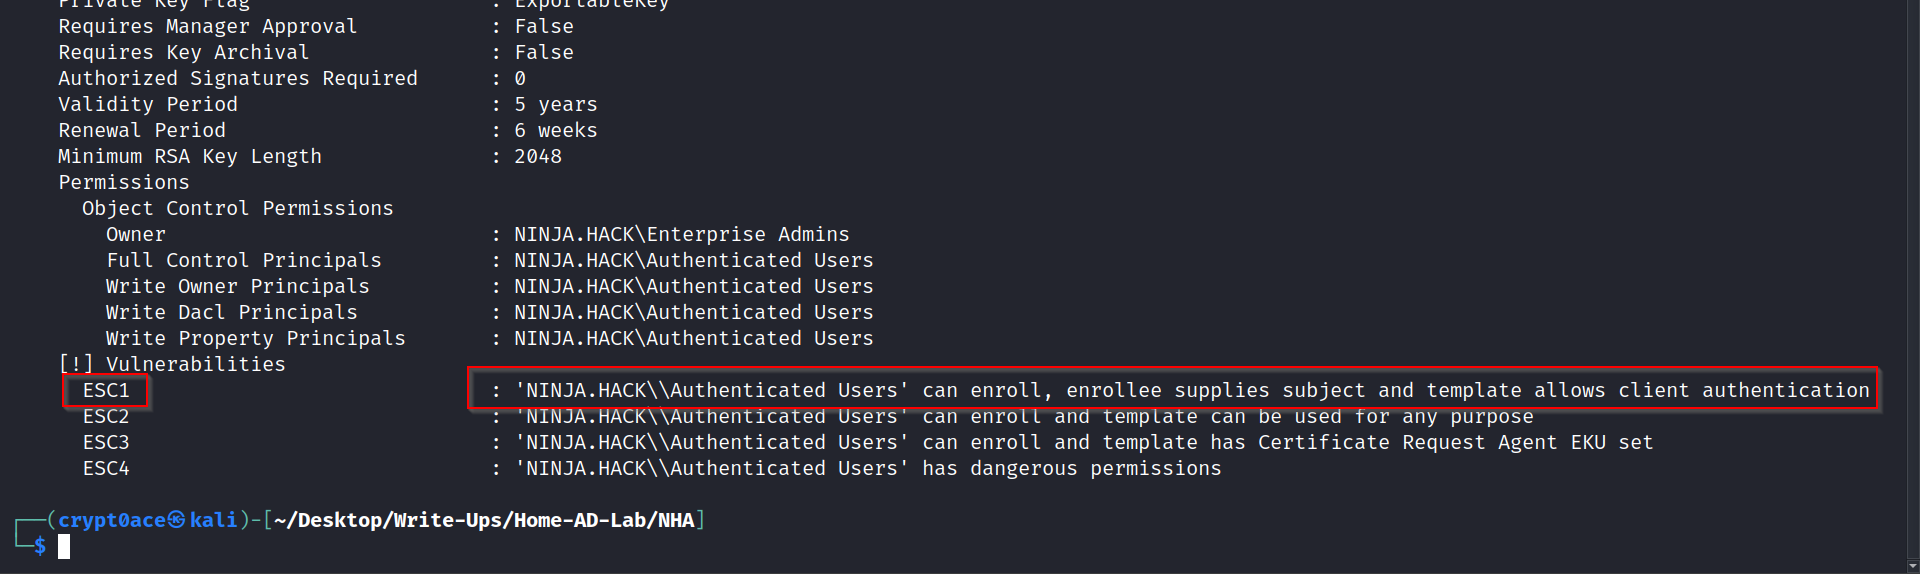 Private Key Flag : ExportableKey
Requires Manager Approval : False
Requires Key Archival : False
Authorized Signatures Required : 0
Validity Period : 5 years
Renewal Period : 6 weeks
Minimum RSA Key Length : 2048
Permissions
Object Control Permissions
Owner : NINJA.HACK\Enterprise Admins
Full Control Principals : NINJA.HACK\Authenticated Users
Write Owner Principals : NINJA.HACK\Authenticated Users
Write Dacl Principals : NINJA.HACK\Authenticated Users
Write Property Principals : NINJA.HACK\Authenticated Users
[!] Vulnerabilities
ESC1 : 'NINJA.HACK\\Authenticated Users' can enroll, enrollee supplies subject and template allows client authentication
ESC2 : 'NINJA.HACK\\Authenticated Users' can enroll and template can be used for any purpose
ESC3 : 'NINJA.HACK\\Authenticated Users' can enroll and template has Certificate Request Agent EKU set
ESC4 : 'NINJA.HACK\\Authenticated Users' has dangerous permissions
┌──(crypt0ace㉿kali)-[~/Desktop/Write-Ups/Home-AD-Lab/NHA]
└─$